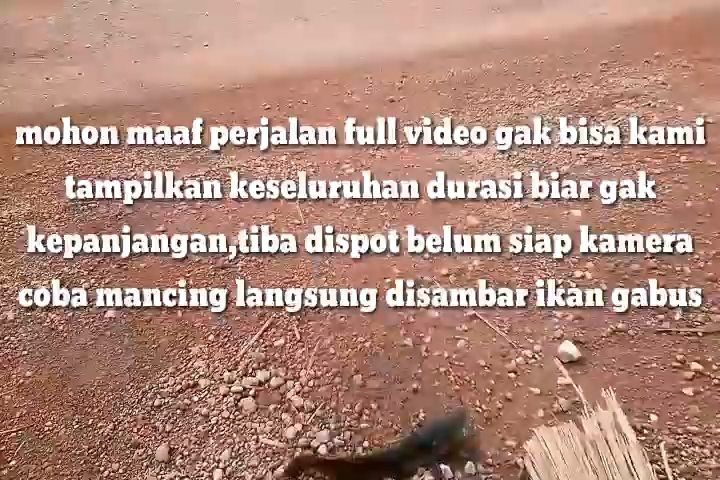 mohon maaf perjalan full video gak bisa kami
tampilkan keseluruhan durasi biar gak
kepanjangan,tiba dispot belum siap kamera
coba mancing langsung disambar ikan gabus